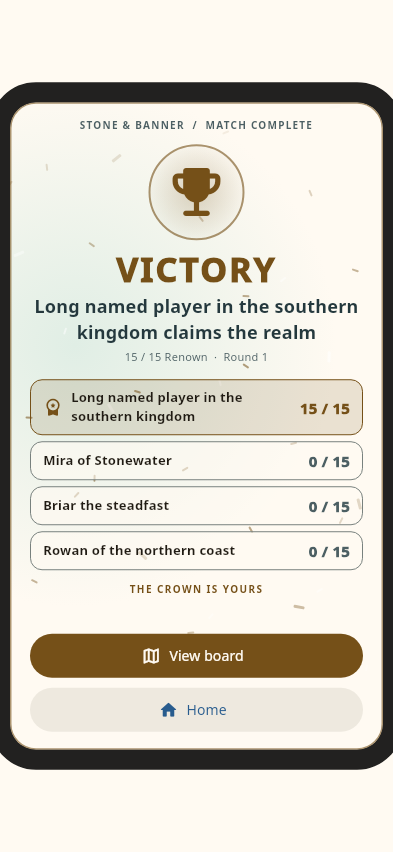 STONE & BANNER / MATCH COMPLETE
VICTORY
Long named player in the southern
kingdom claims the realm
15 / 15 Renown · Round 1
Long named player in the
southern kingdom
15 / 15
Mira of Stonewater
0 / 15
Briar the steadfast
0 / 15
Rowan of the northern coast
0 / 15
THE CROWN IS YOURS
View board
Home